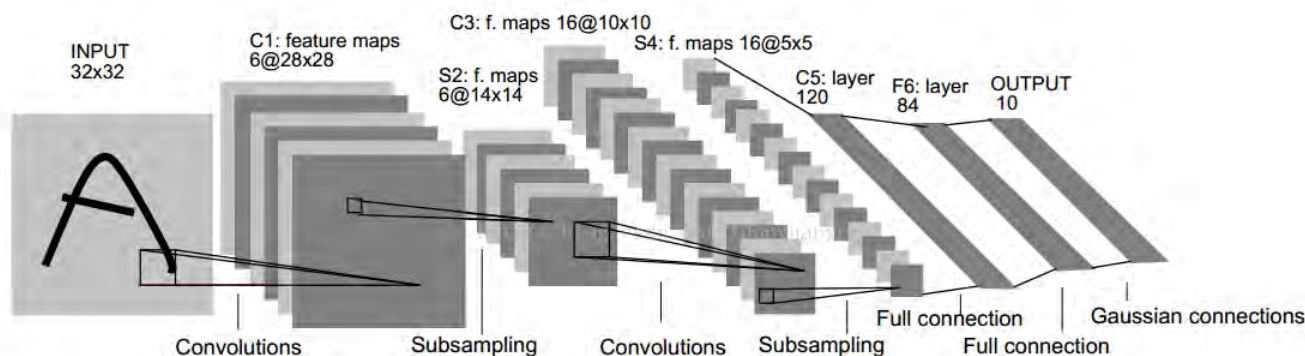 INPUT
32x32
C1: feature maps
6@28x28
S2: f. maps
6@14x14
C3: f. maps 16@10x10
S4: f. maps 16@5x5
C5: layer
120
F6: layer
84
OUTPUT
10
Convolutions
Subsampling
Convolutions
Subsampling
Full connection
Full connection
Gaussian connections